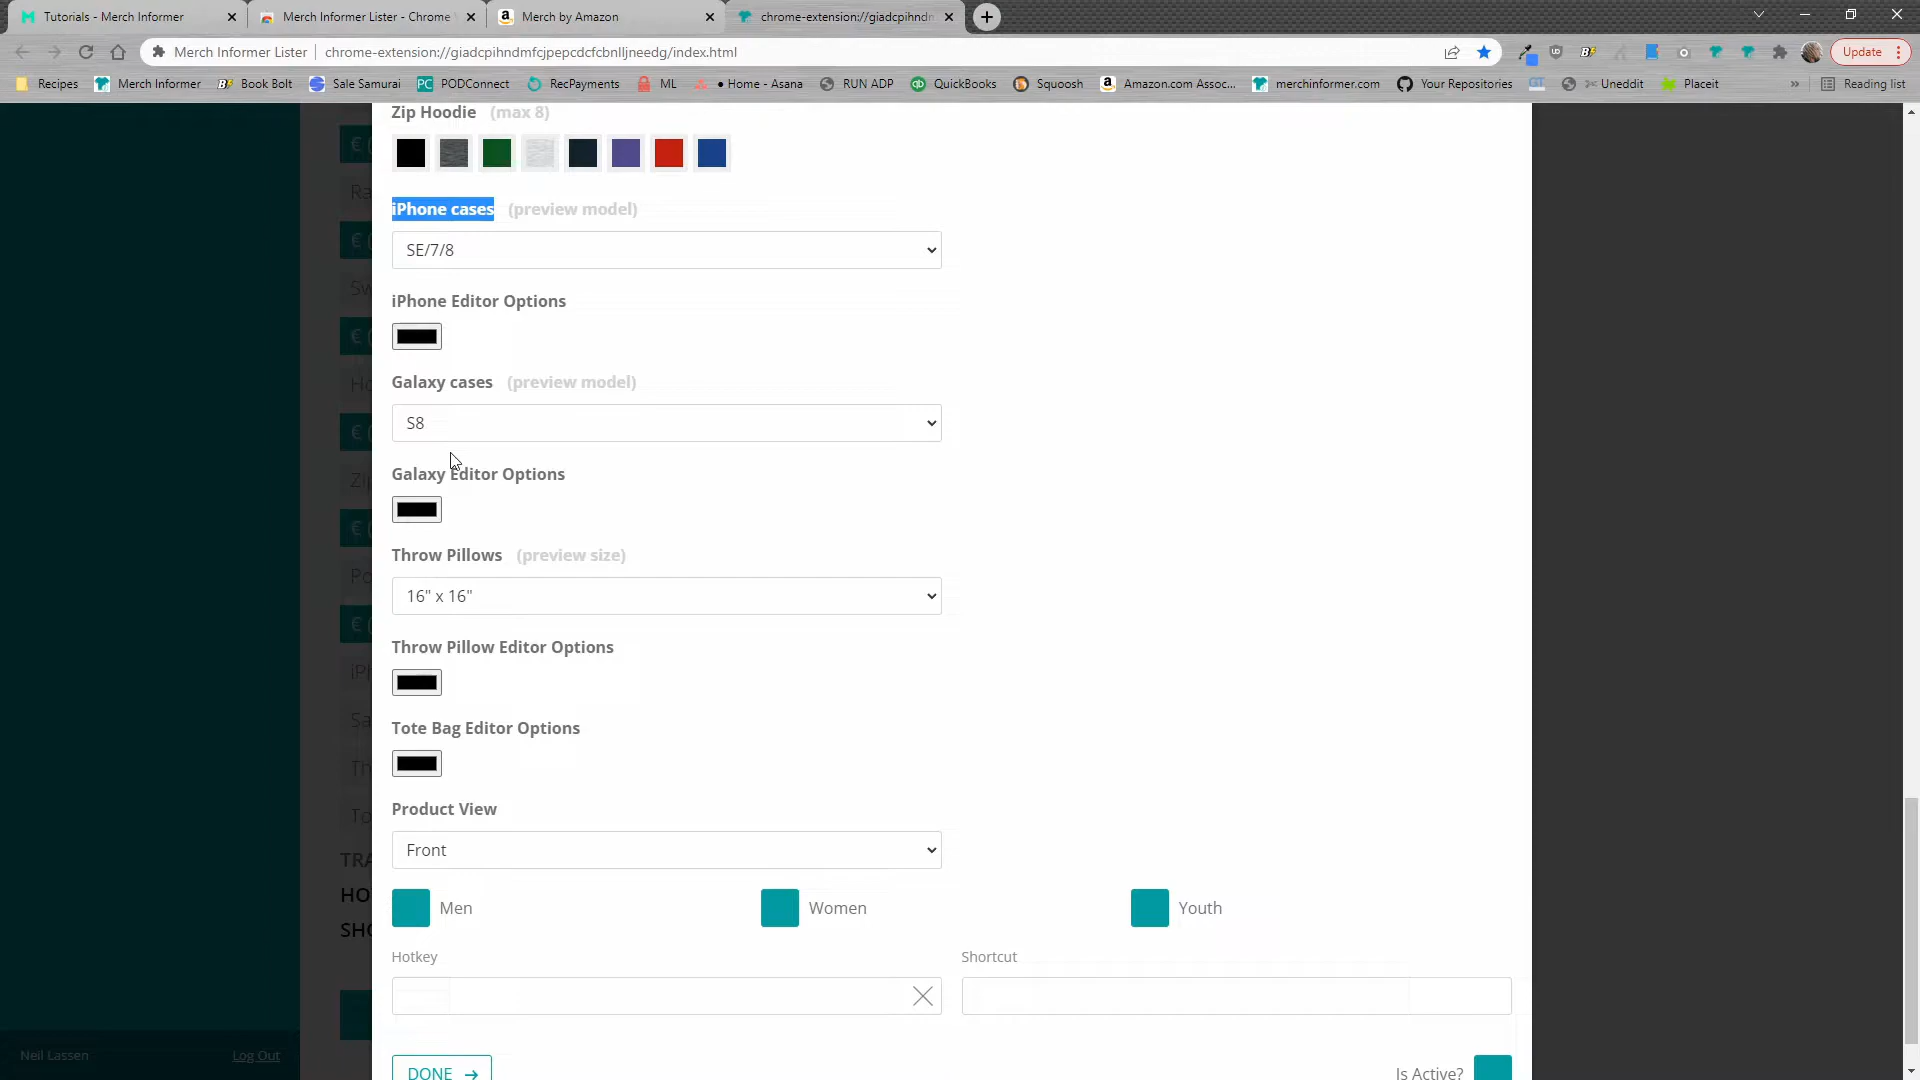 Tutorials - Merch Informer
Merch Informer Lister - Chrome
Merch by Amazon
chrome-extension://giadcpihndn
Merch Informer Lister
chrome-extension://giadcpihndmfcjpepcdcfcbnlljneedg/index.html
Update
Recipes
Merch Informer
Book Bolt
Sale Samurai
PODConnect
RecPayments
ML
• Home - Asana
RUN ADP
QuickBooks
Squoosh
Amazon.com Assoc...
merchinformer.com
Your Repositories
Uneddit
Placeit
»
Reading list
Zip Hoodie (max 8)
iPhone cases (preview model)
SE/7/8
iPhone Editor Options
Galaxy cases (preview model)
S8
Galaxy Editor Options
Throw Pillows (preview size)
16" x 16"
Throw Pillow Editor Options
Tote Bag Editor Options
Product View
Front
Men
Women
Youth
Hotkey
Shortcut
Neil Lassen
Log Out
DONE →
Is Active?